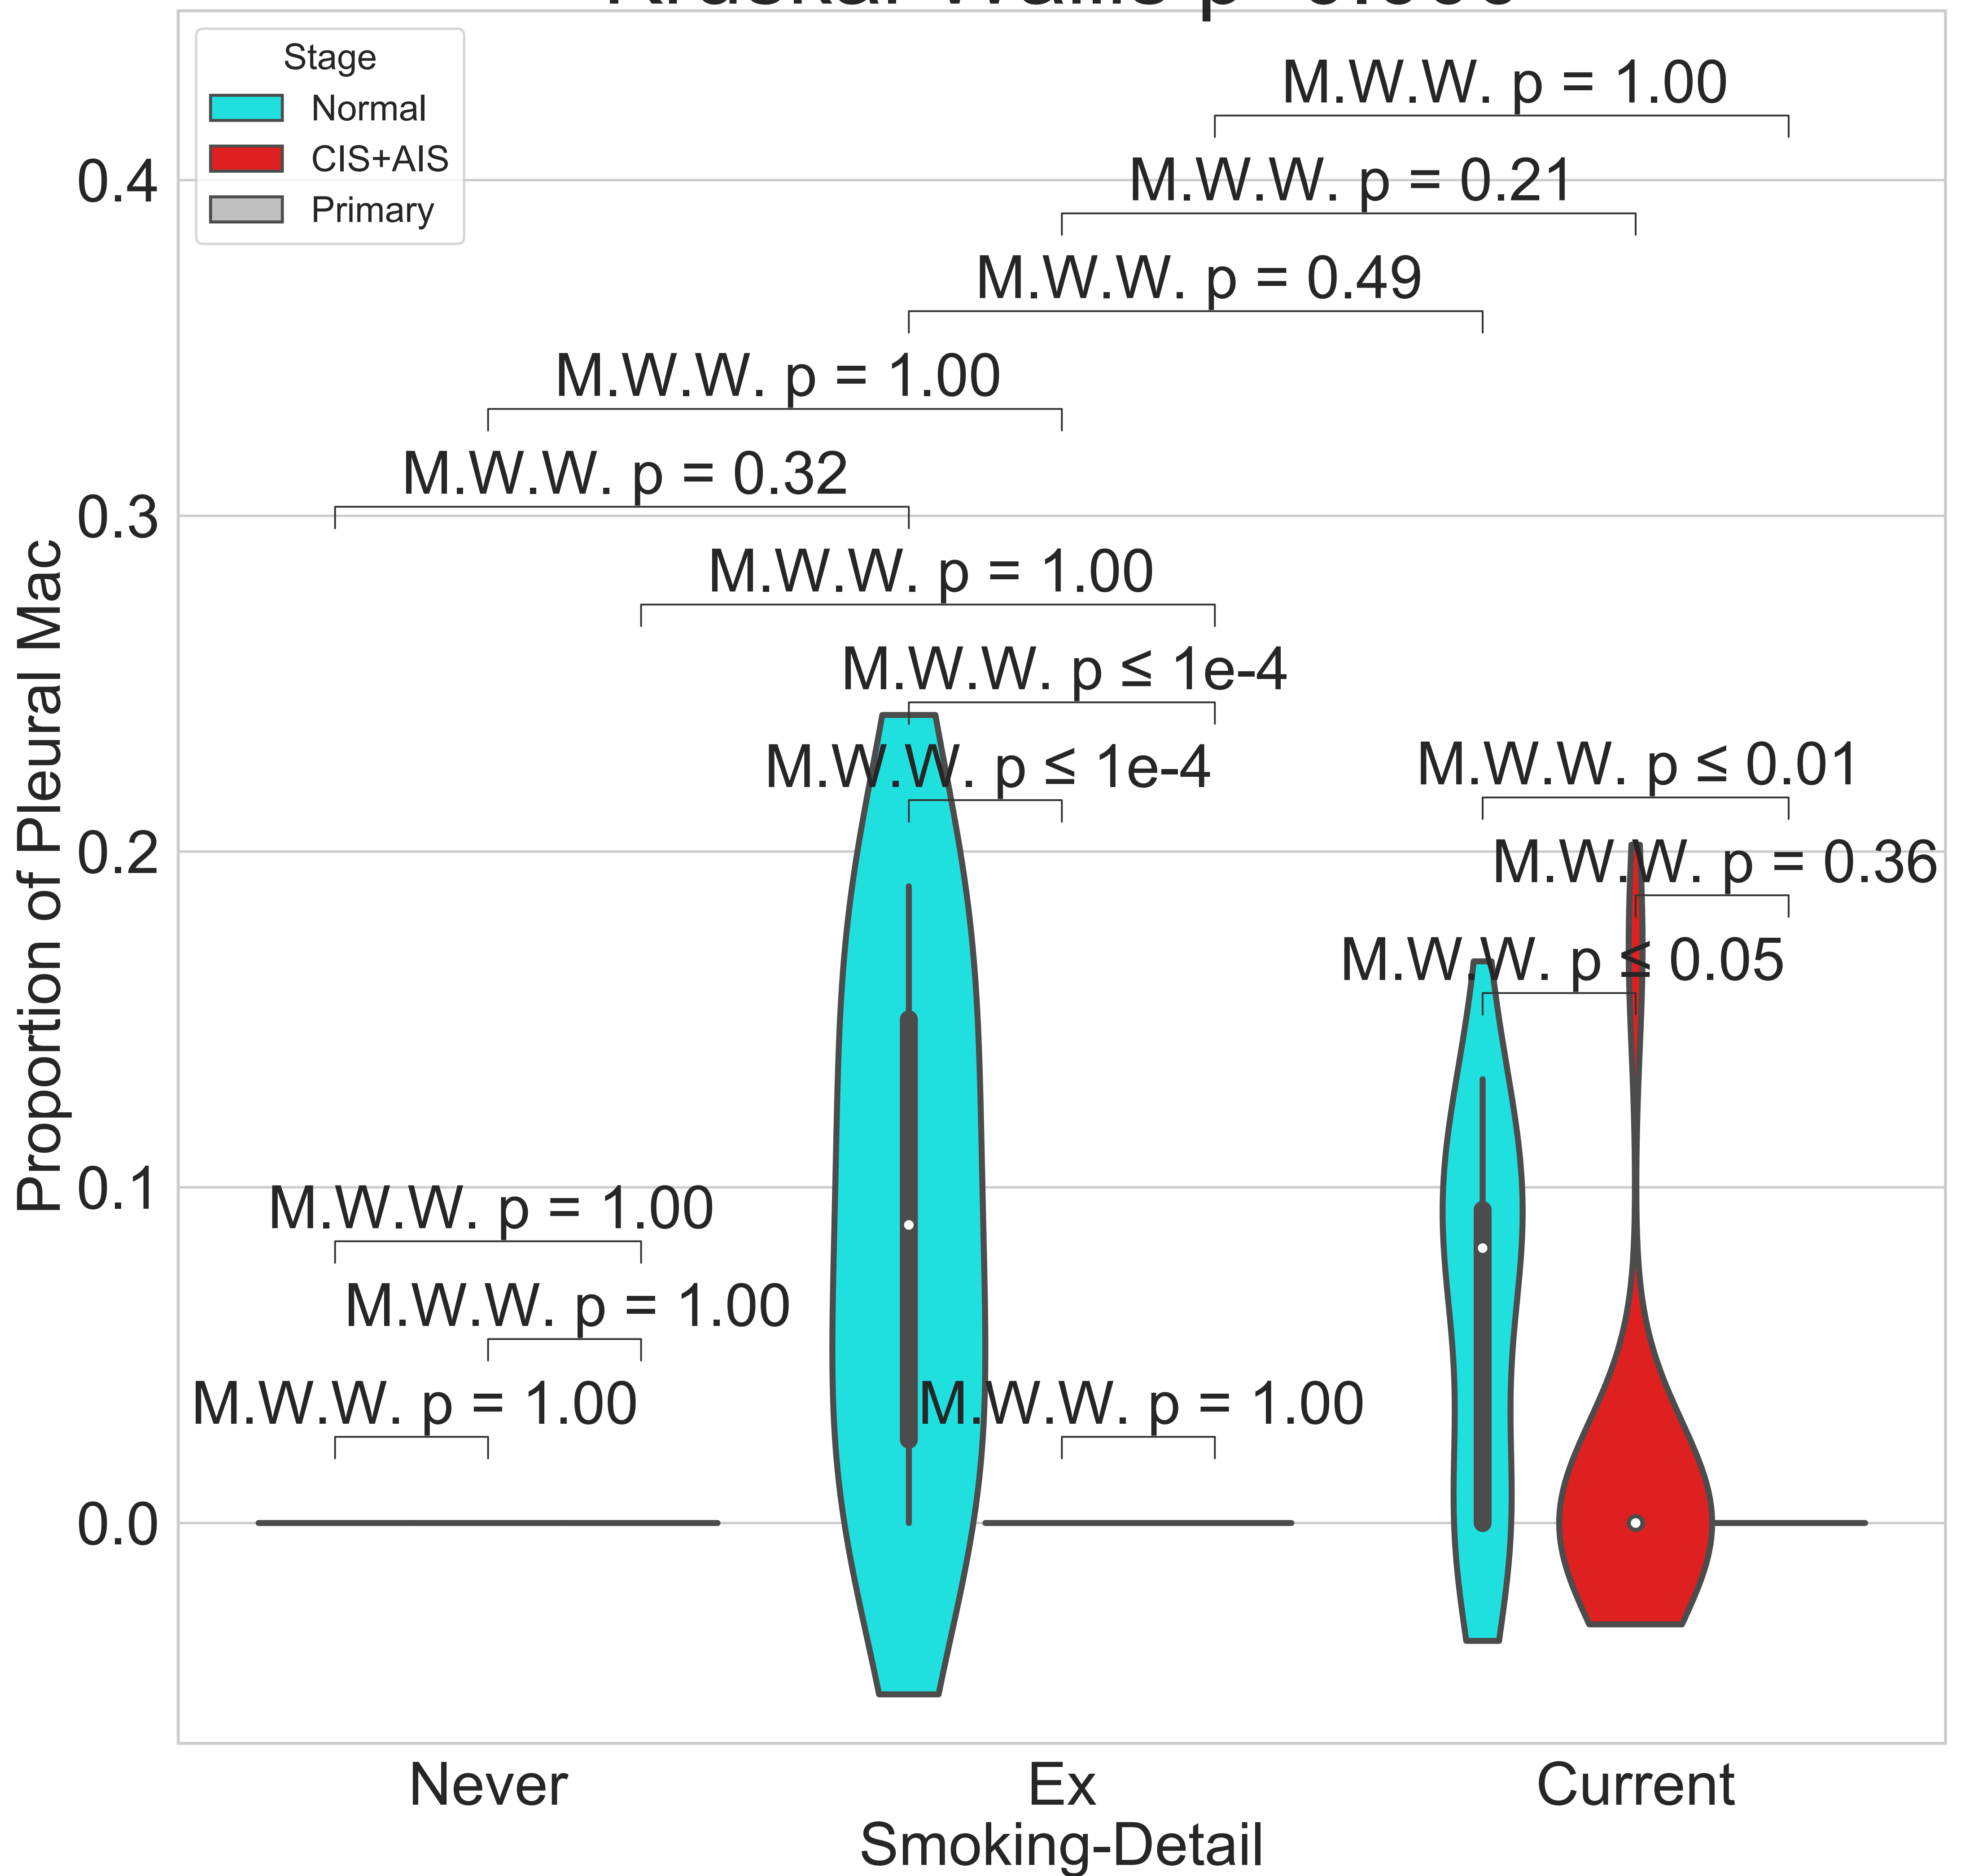 Stage
Normal
CIS+AIS
Primary
M.W.W. p = 1.00
M.W.W. p = 0.21
M.W.W. p = 0.49
M.W.W. p = 1.00
M.W.W. p = 0.32
M.W.W. p = 1.00
M.W.W. p ≤ 1e-4
M.W.W. p ≤ 1e-4
M.W.W. p ≤ 0.01
M.W.W. p = 0.36
M.W.W. p ≤ 0.05
M.W.W. p = 1.00
M.W.W. p = 1.00
M.W.W. p = 1.00
M.W.W. p = 1.00
0.4
0.3
0.2
0.1
0.0
Proportion of Pleural Mac
Never
Ex
Current
Smoking-Detail